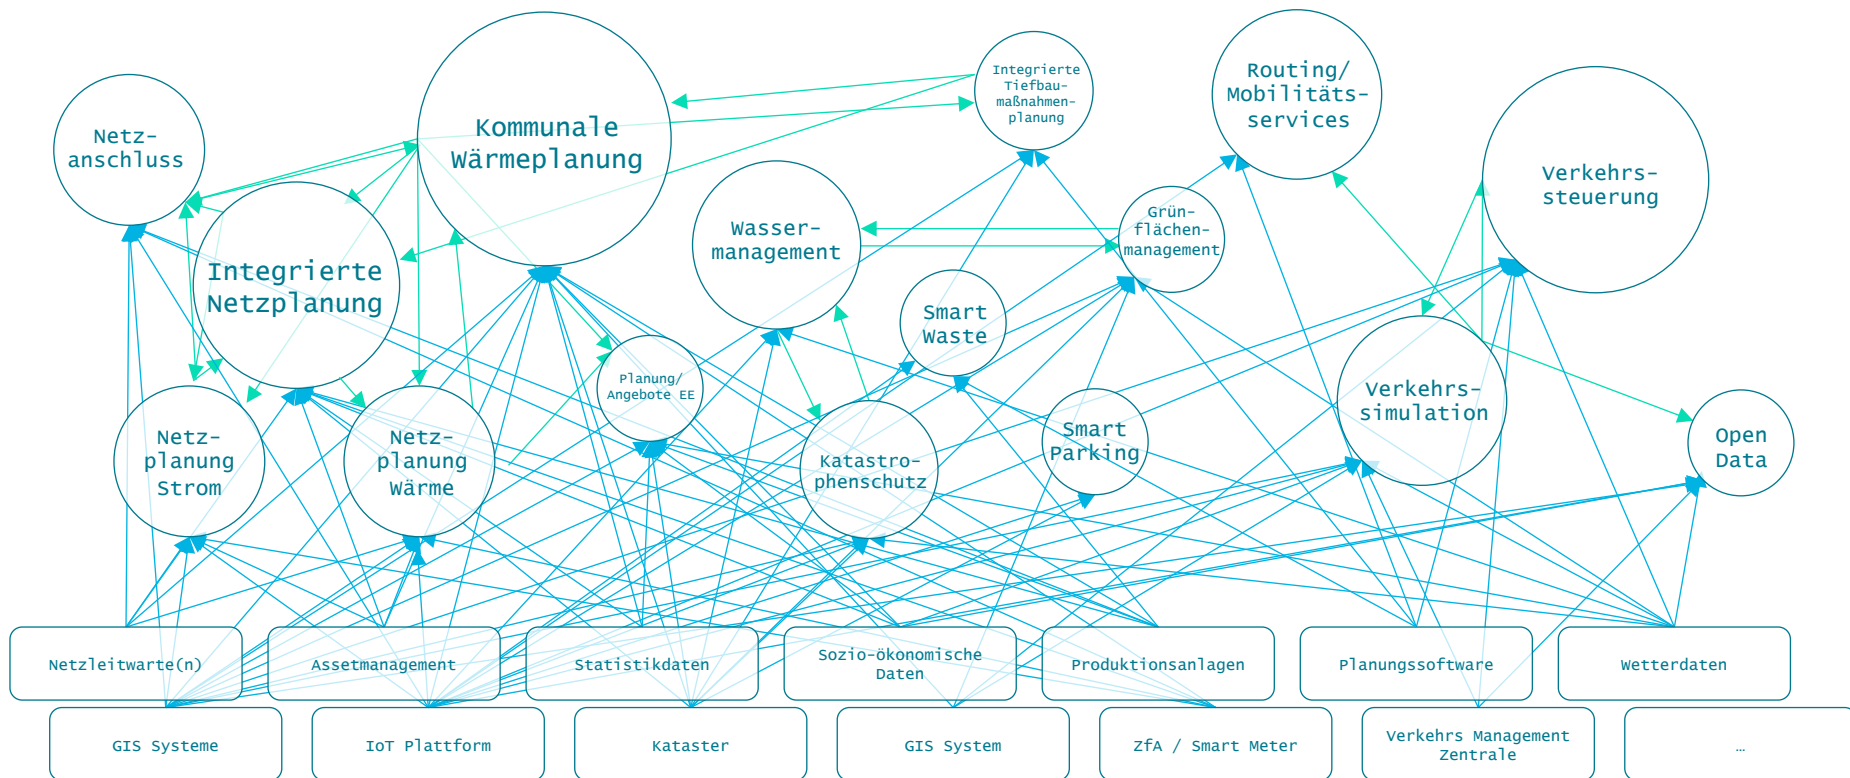 Netz-
anschluss
Kommunale
Wärmeplanung
Integrierte
Tiefbau-
maßnahmen-
planung
Routing/
Mobilitäts-
services
Verkehrs-
steuerung
Integrierte
Netzplanung
Wasser-
management
Grün-
flächen-
management
Smart
Waste
Planung/
Angebote EE
Verkehrs-
simulation
Netz-
planung
Strom
Netz-
planung
Wärme
Katastro-
phenschutz
Smart
Parking
Open
Data
Netzleitwarte(n)
Assetmanagement
Statistikdaten
Sozio-ökonomische
Daten
Produktionsanlagen
Planungssoftware
Wetterdaten
GIS Systeme
IoT Plattform
Kataster
GIS System
ZfA / Smart Meter
Verkehrs Management
Zentrale
…